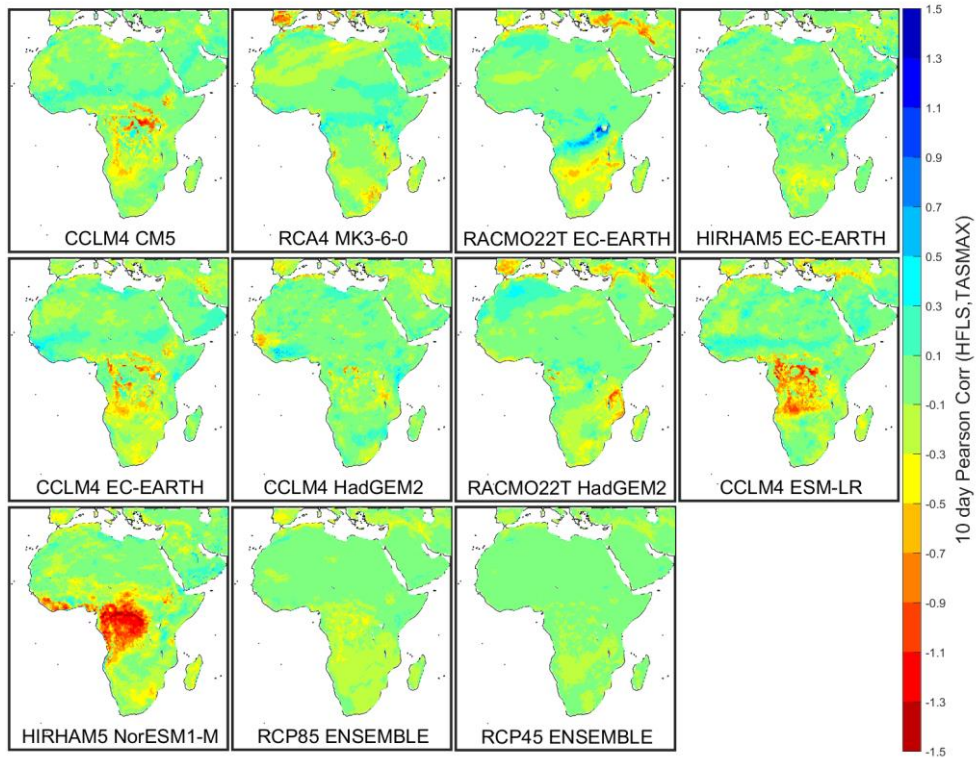 CCLM4 CM5
RCA4 MK3-6-0
RACMO22T EC-EARTH
HIRHAM5 EC-EARTH
CCLM4 EC-EARTH
CCLM4 HadGEM2
RACMO22T HadGEM2
CCLM4 ESM-LR
HIRHAM5 NorESM1-M
RCP85 ENSEMBLE
RCP45 ENSEMBLE
1.5
1.3
1.1
0.9
0.7
0.5
0.3
0.1
-0.1
-0.3
-0.5
-0.7
-0.9
-1.1
-1.3
-1.5
10 day Pearson Corr (HFLS,TASMAX)